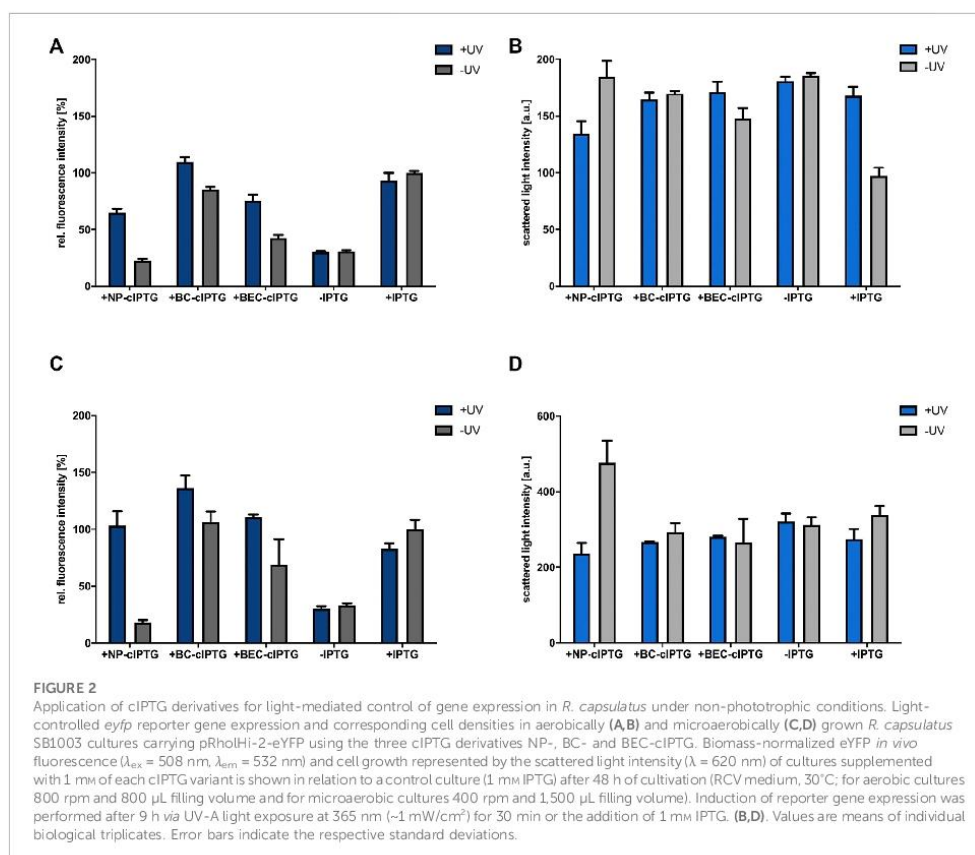 A
B
+UV
-UV
+UV
-UV
rel. fluorescence intensity [%]
200
150
100
50
0
+NP-cIPTG +BC-cIPTG +BEC-cIPTG -IPTG +IPTG
scattered light intensity [a.u.]
200
150
100
50
0
+NP-cIPTG +BC-cIPTG +BEC-cIPTG -IPTG +IPTG
C
D
+UV
-UV
+UV
-UV
rel. fluorescence intensity [%]
200
150
100
50
0
+NP-cIPTG +BC-cIPTG +BEC-cIPTG -IPTG +IPTG
scattered light intensity [a.u.]
600
400
200
0
+NP-cIPTG +BC-cIPTG +BEC-cIPTG -IPTG +IPTG
FIGURE 2
Application of cIPTG derivatives for light-mediated control of gene expression in R. capsulatus under non-phototrophic conditions. Light-
controlled eyfp reporter gene expression and corresponding cell densities in aerobically (A,B) and microaerobically (C,D) grown R. capsulatus
SB1003 cultures carrying pRholHi-2-eYFP using the three cIPTG derivatives NP-, BC- and BEC-cIPTG. Biomass-normalized eYFP in vivo
fluorescence (λex = 508 nm, λem = 532 nm) and cell growth represented by the scattered light intensity (λ = 620 nm) of cultures supplemented
with 1 mM of each cIPTG variant is shown in relation to a control culture (1 mM IPTG) after 48 h of cultivation (RCV medium, 30°C; for aerobic cultures
800 rpm and 800 μL filling volume and for microaerobic cultures 400 rpm and 1,500 μL filling volume). Induction of reporter gene expression was
performed after 9 h via UV-A light exposure at 365 nm (~1 mW/cm²) for 30 min or the addition of 1 mM IPTG. (B,D). Values are means of individual
biological triplicates. Error bars indicate the respective standard deviations.